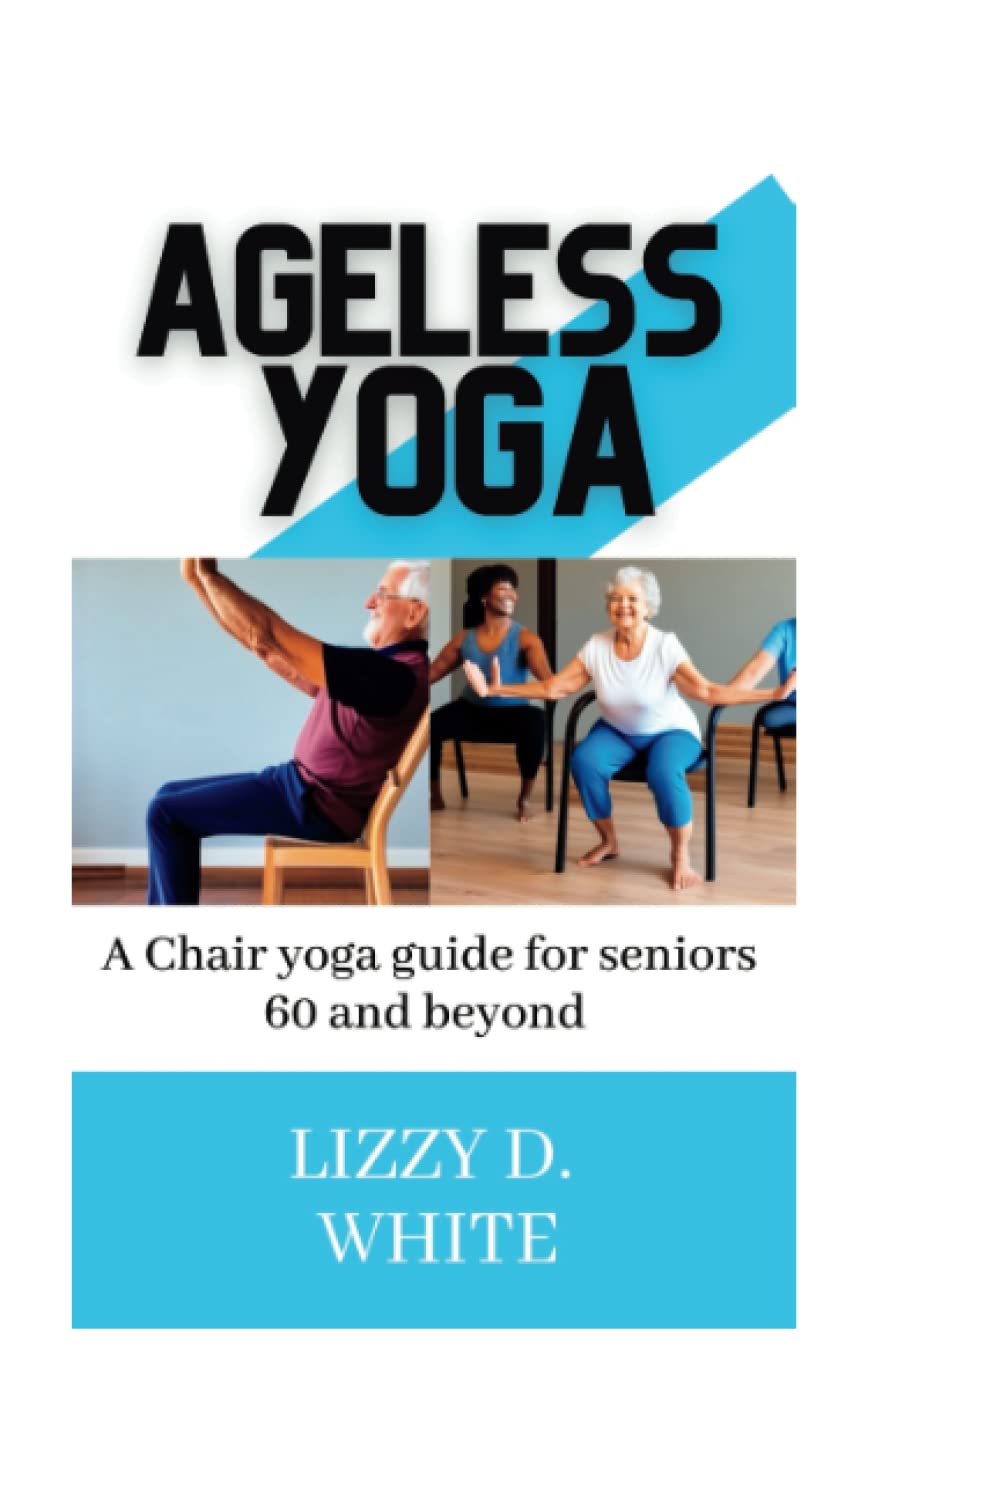 AGELESS
YOGA
A Chair yoga guide for seniors
60 and beyond
LIZZY D.
WHITE